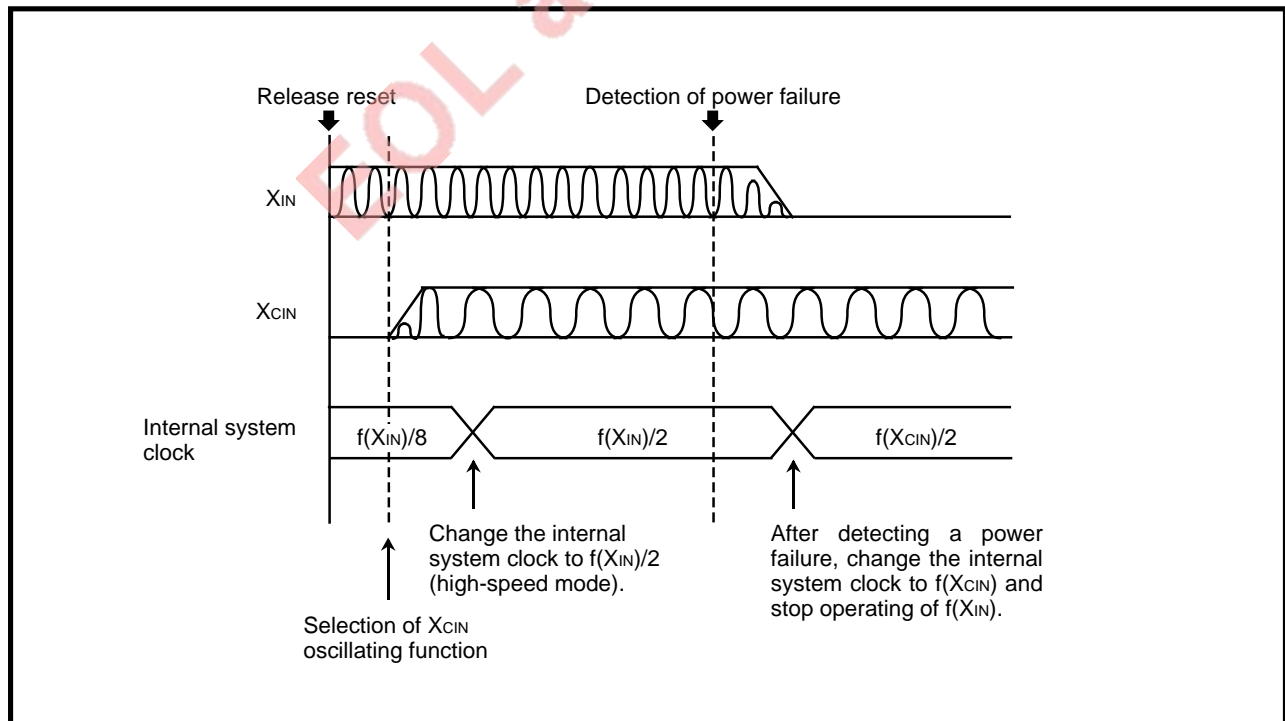 EOL a
Release reset
Detection of power failure
XIN
XCIN
Internal system
clock
f(XIN)/8
f(XIN)/2
f(XCIN)/2
Change the internal
system clock to f(XIN)/2
(high-speed mode).
After detecting a power
failure, change the internal
system clock to f(XCIN) and
stop operating of f(XIN).
Selection of XCIN
oscillating function